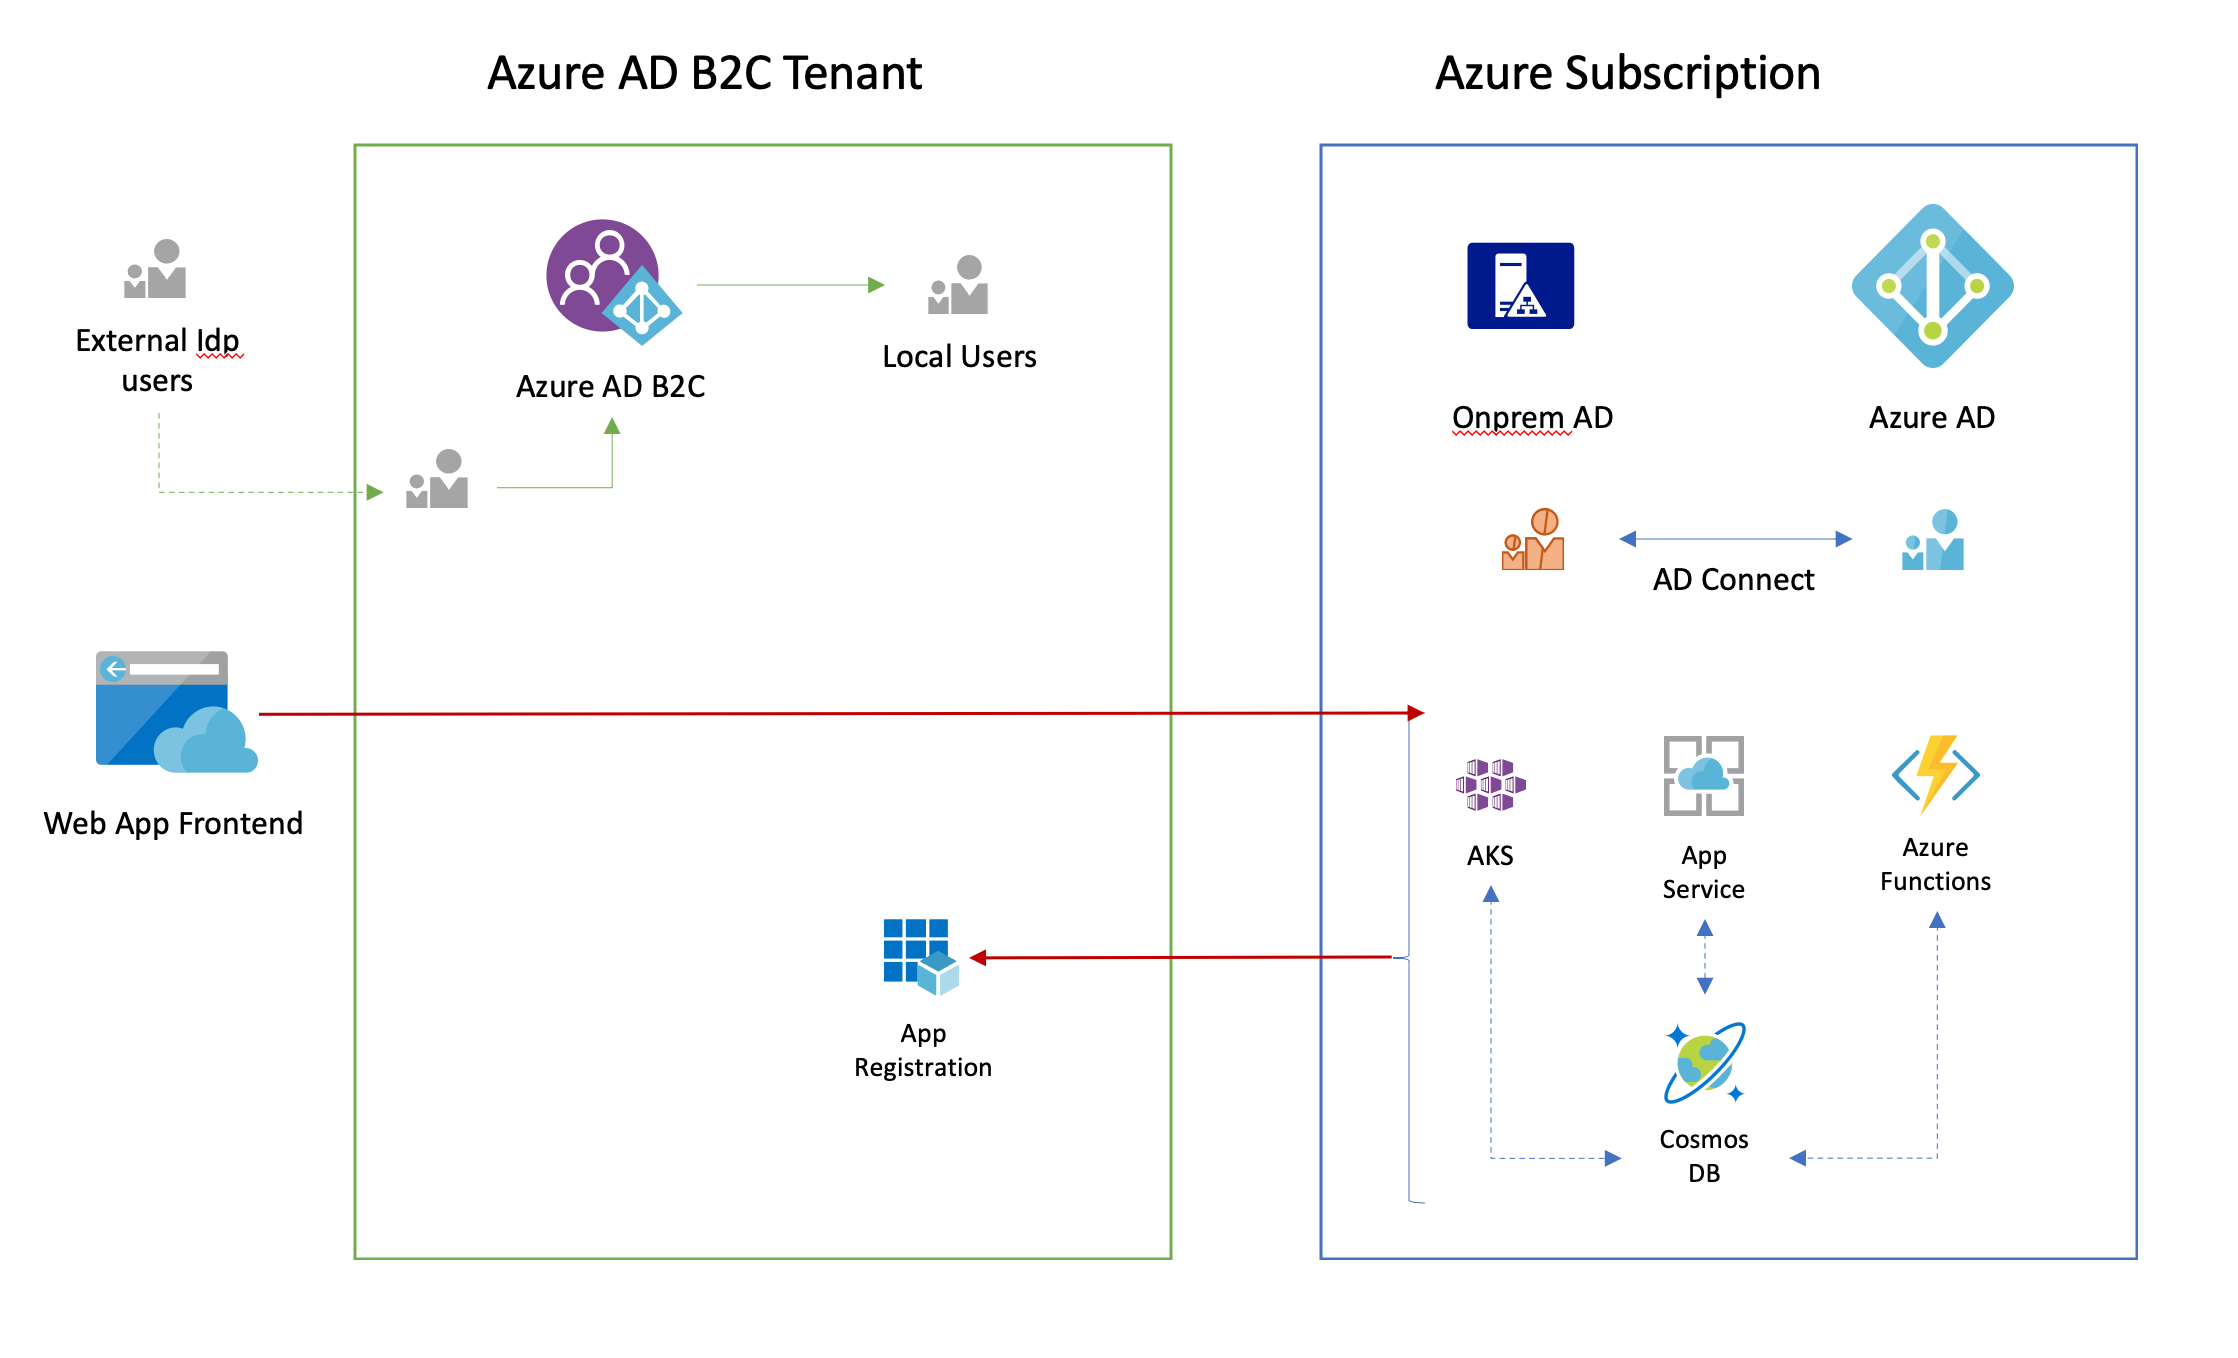 Azure AD B2C Tenant
Azure Subscription
External Idp
users
Azure AD B2C
Local Users
Onprem AD
Azure AD
AD Connect
Web App Frontend
AKS
App
Service
Azure
Functions
App
Registration
Cosmos
DB